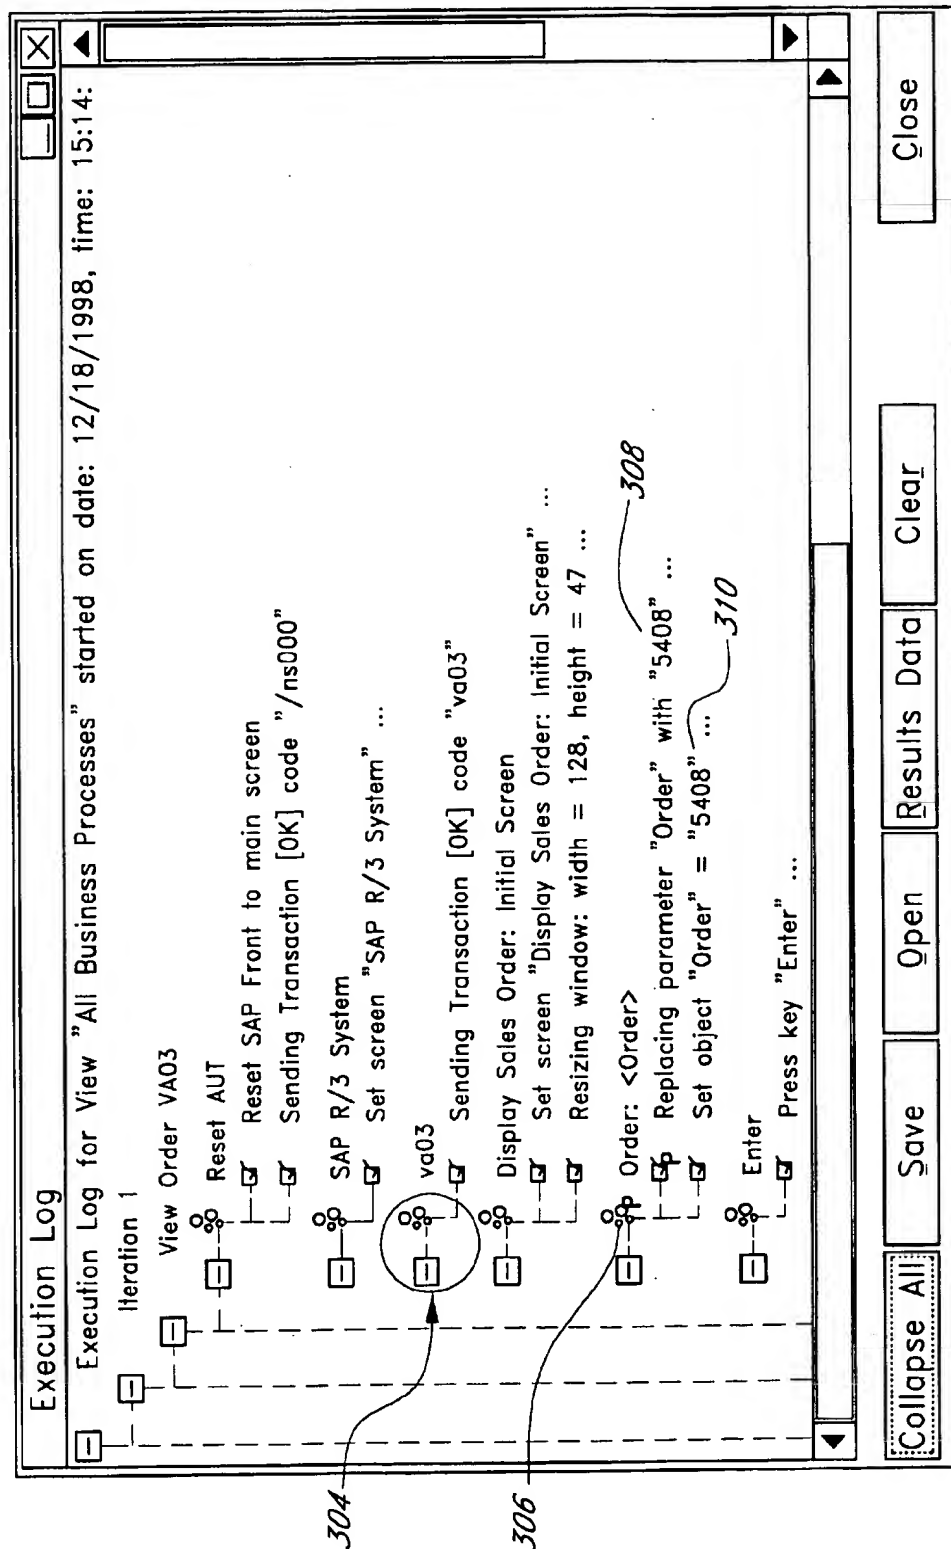 Execution Log
Execution Log for View "All Business Processes" started on date: 12/18/1998, time: 15:14:
Iteration 1
View Order VA03
Reset AUT
Reset SAP Front to main screen
Sending Transaction [OK] code "/ns000"
SAP R/3 System
Set screen "SAP R/3 System" ...
304
va03
Sending Transaction [OK] code "va03"
Display Sales Order: Initial Screen
Set screen "Display Sales Order: Initial Screen" ...
Resizing window: width = 128, height = 47 ...
306
P Order: <Order>
P Replacing parameter "Order" with "5408" ...
308
Set object "Order" = "5408" ...
310
Enter
Press key "Enter" ...
Collapse All Save Open Results Data Clear Close